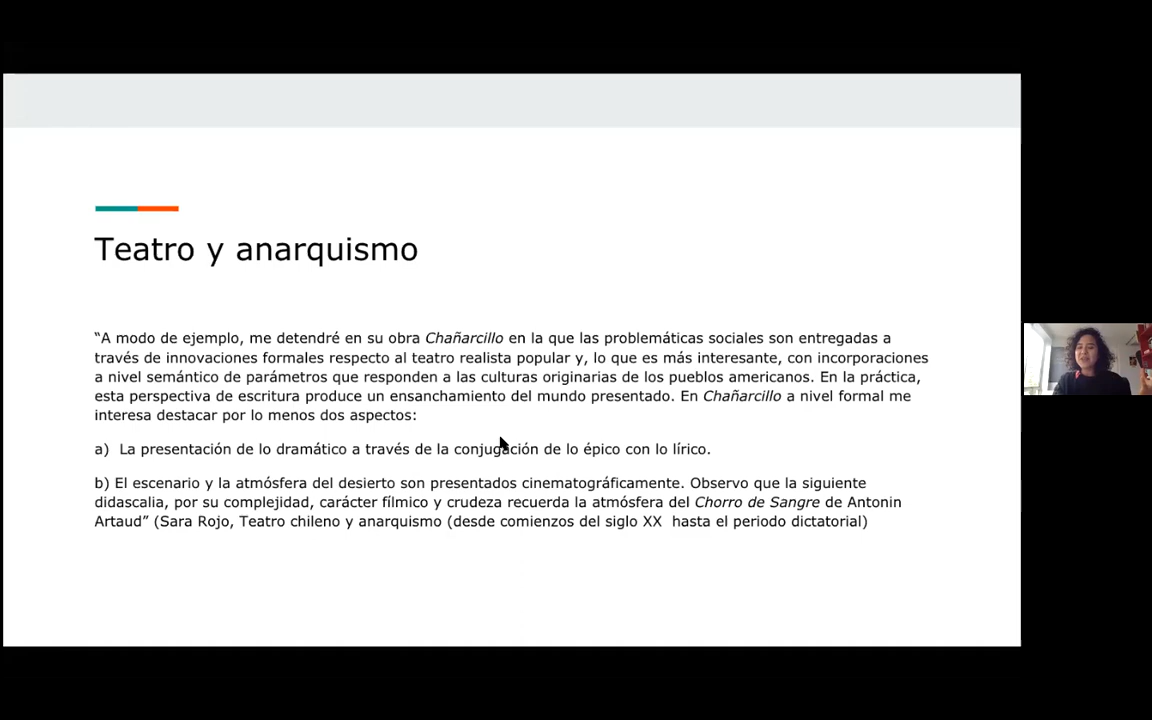 Teatro y anarquismo
“A modo de ejemplo, me detendré en su obra Chañarcillo en la que las problemáticas sociales son entregadas a
través de innovaciones formales respecto al teatro realista popular y, lo que es más interesante, con incorporaciones
a nivel semántico de parámetros que responden a las culturas originarias de los pueblos americanos. En la práctica,
esta perspectiva de escritura produce un ensanchamiento del mundo presentado. En Chañarcillo a nivel formal me
interesa destacar por lo menos dos aspectos:
a)  La presentación de lo dramático a través de la conjugación de lo épico con lo lírico.
b) El escenario y la atmósfera del desierto son presentados cinematográficamente. Observo que la siguiente
didascalia, por su complejidad, carácter fílmico y crudeza recuerda la atmósfera del Chorro de Sangre de Antonin
Artaud” (Sara Rojo, Teatro chileno y anarquismo (desde comienzos del siglo XX  hasta el periodo dictatorial)